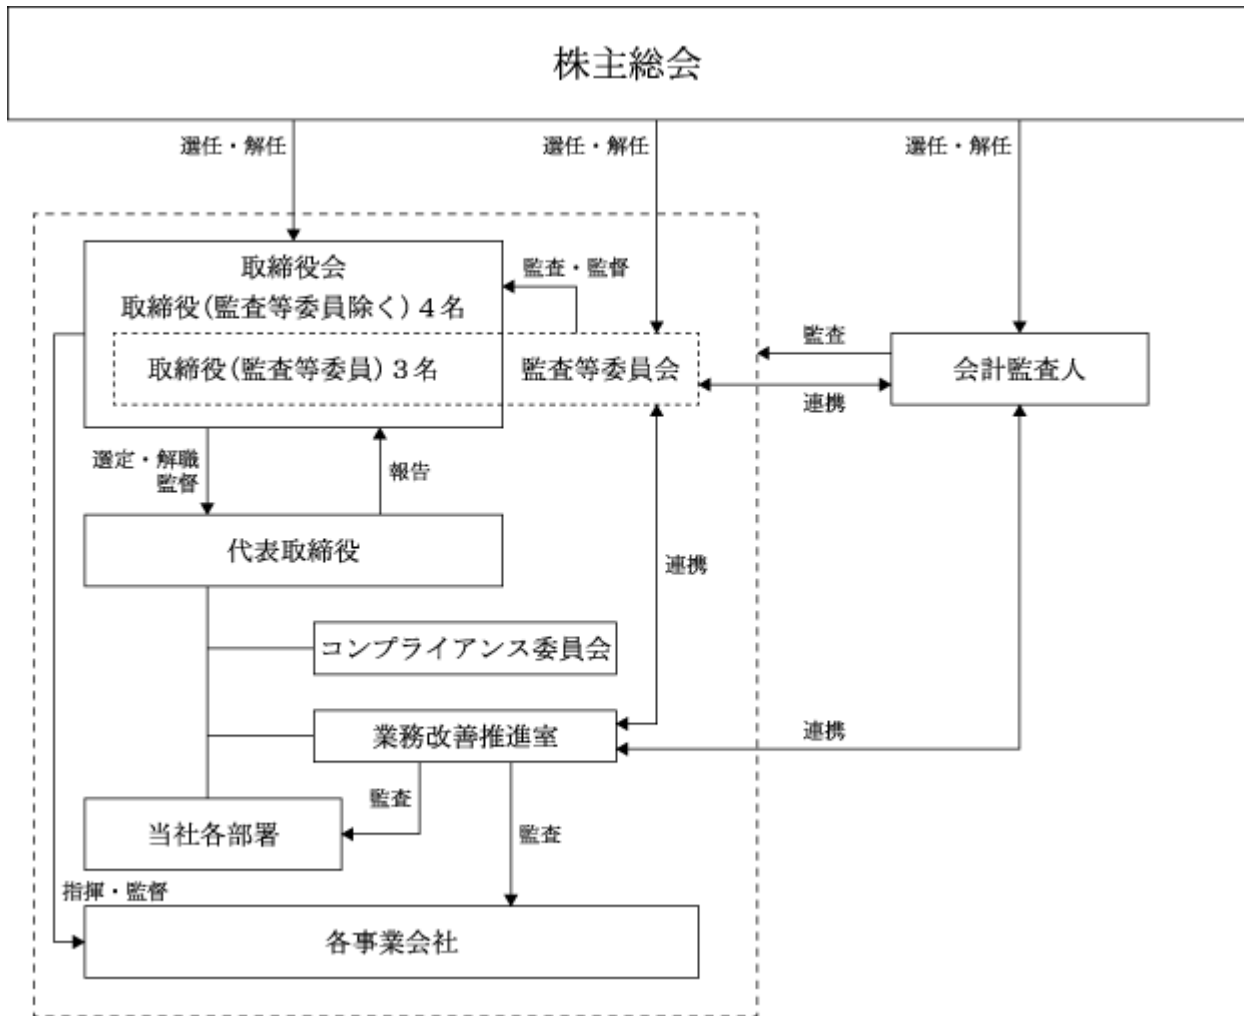 株主総会
選任・解任
選任・解任
選任・解任
取締役会
取締役(監査等委員除く)4名
監査・監督
取締役(監査等委員)3名
監査等委員会
監査
会計監査人
連携
選定・解職
監督
報告
代表取締役
連携
コンプライアンス委員会
業務改善推進室
連携
監査
当社各部署
監査
指揮・監督
各事業会社